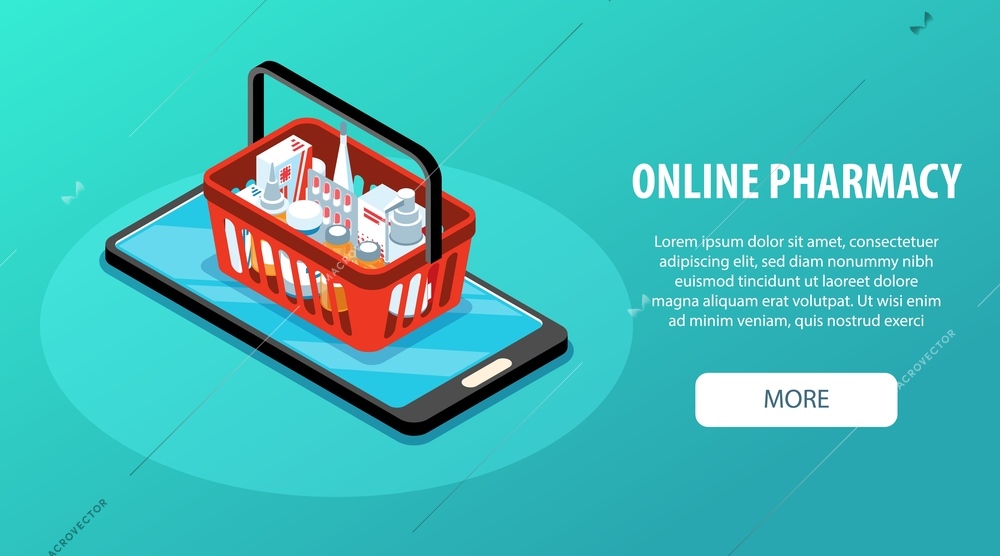 ONLINE PHARMACY
Lorem ipsum dolor sit amet, consectetuer
adipiscing elit, sed diam nonummy nibh
euismod tincidunt ut laoreet dolore
magna aliquam erat volutpat. Ut wisi enim
ad minim veniam, quis nostrud exerci
MORE
MACROVECTOR
ACROVECTOR
ACROVECTOR